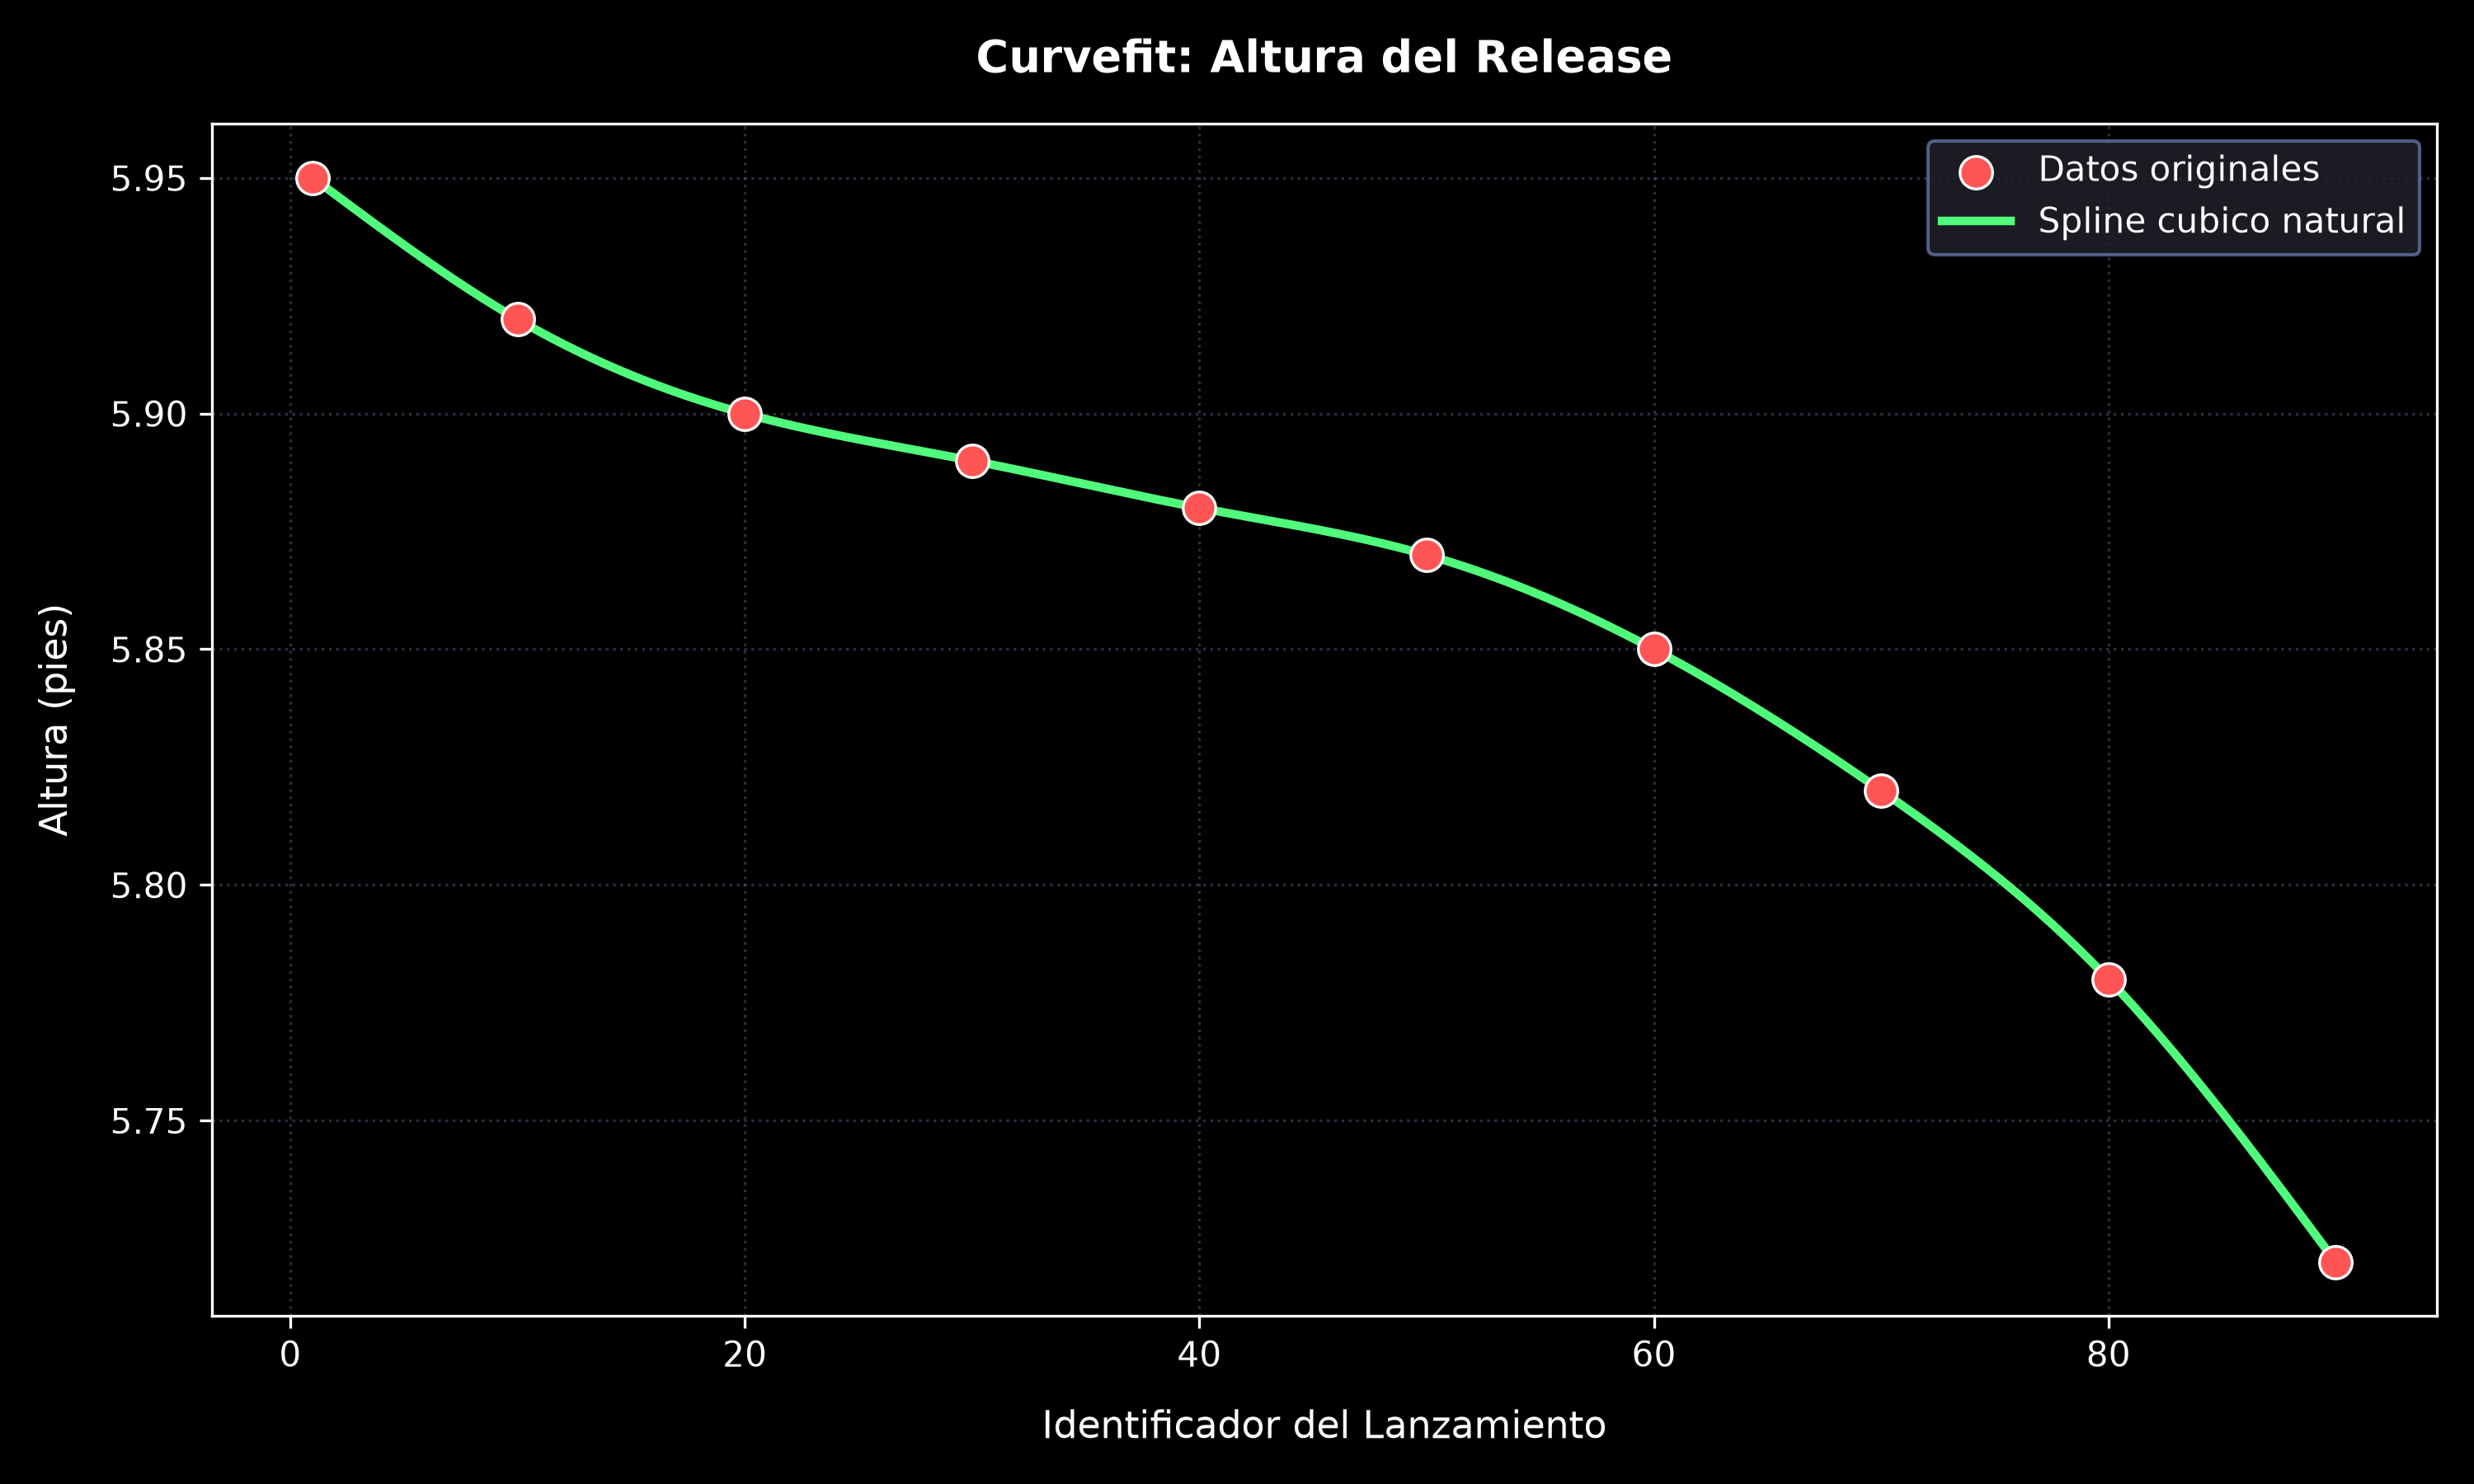 Curvefit: Altura del Release
Datos originales
Spline cubico natural
Altura (pies)
5.95
5.90
5.85
5.80
5.75
0
20
40
60
80
Identificador del Lanzamiento